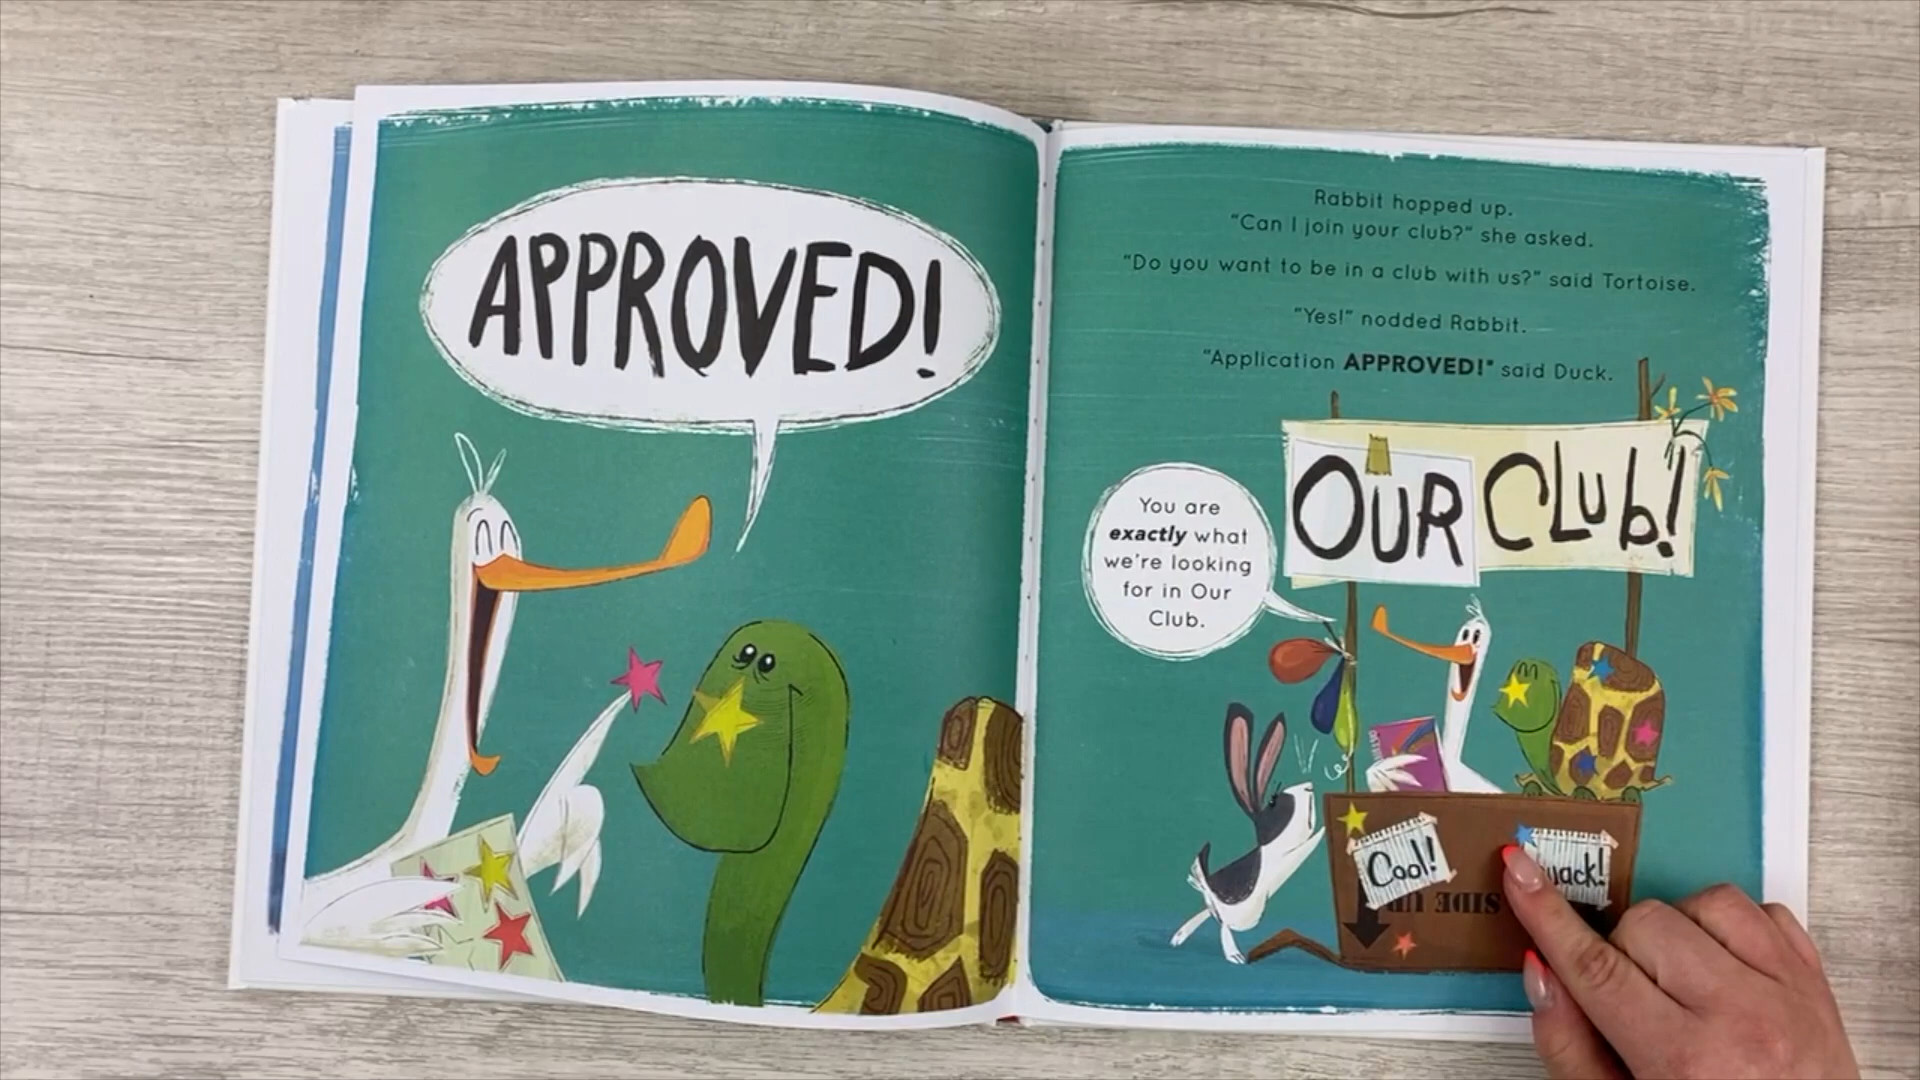 APPROVED!
Rabbit hopped up.
"Can I join your club?" she asked.
"Do you want to be in a club with us?" said Tortoise.
"Yes!" nodded Rabbit.
"Application APPROVED!" said Duck.
OUR CLub!
You are
exactly what
we're looking
for in Our
Club.
Cool!
SIDE UP